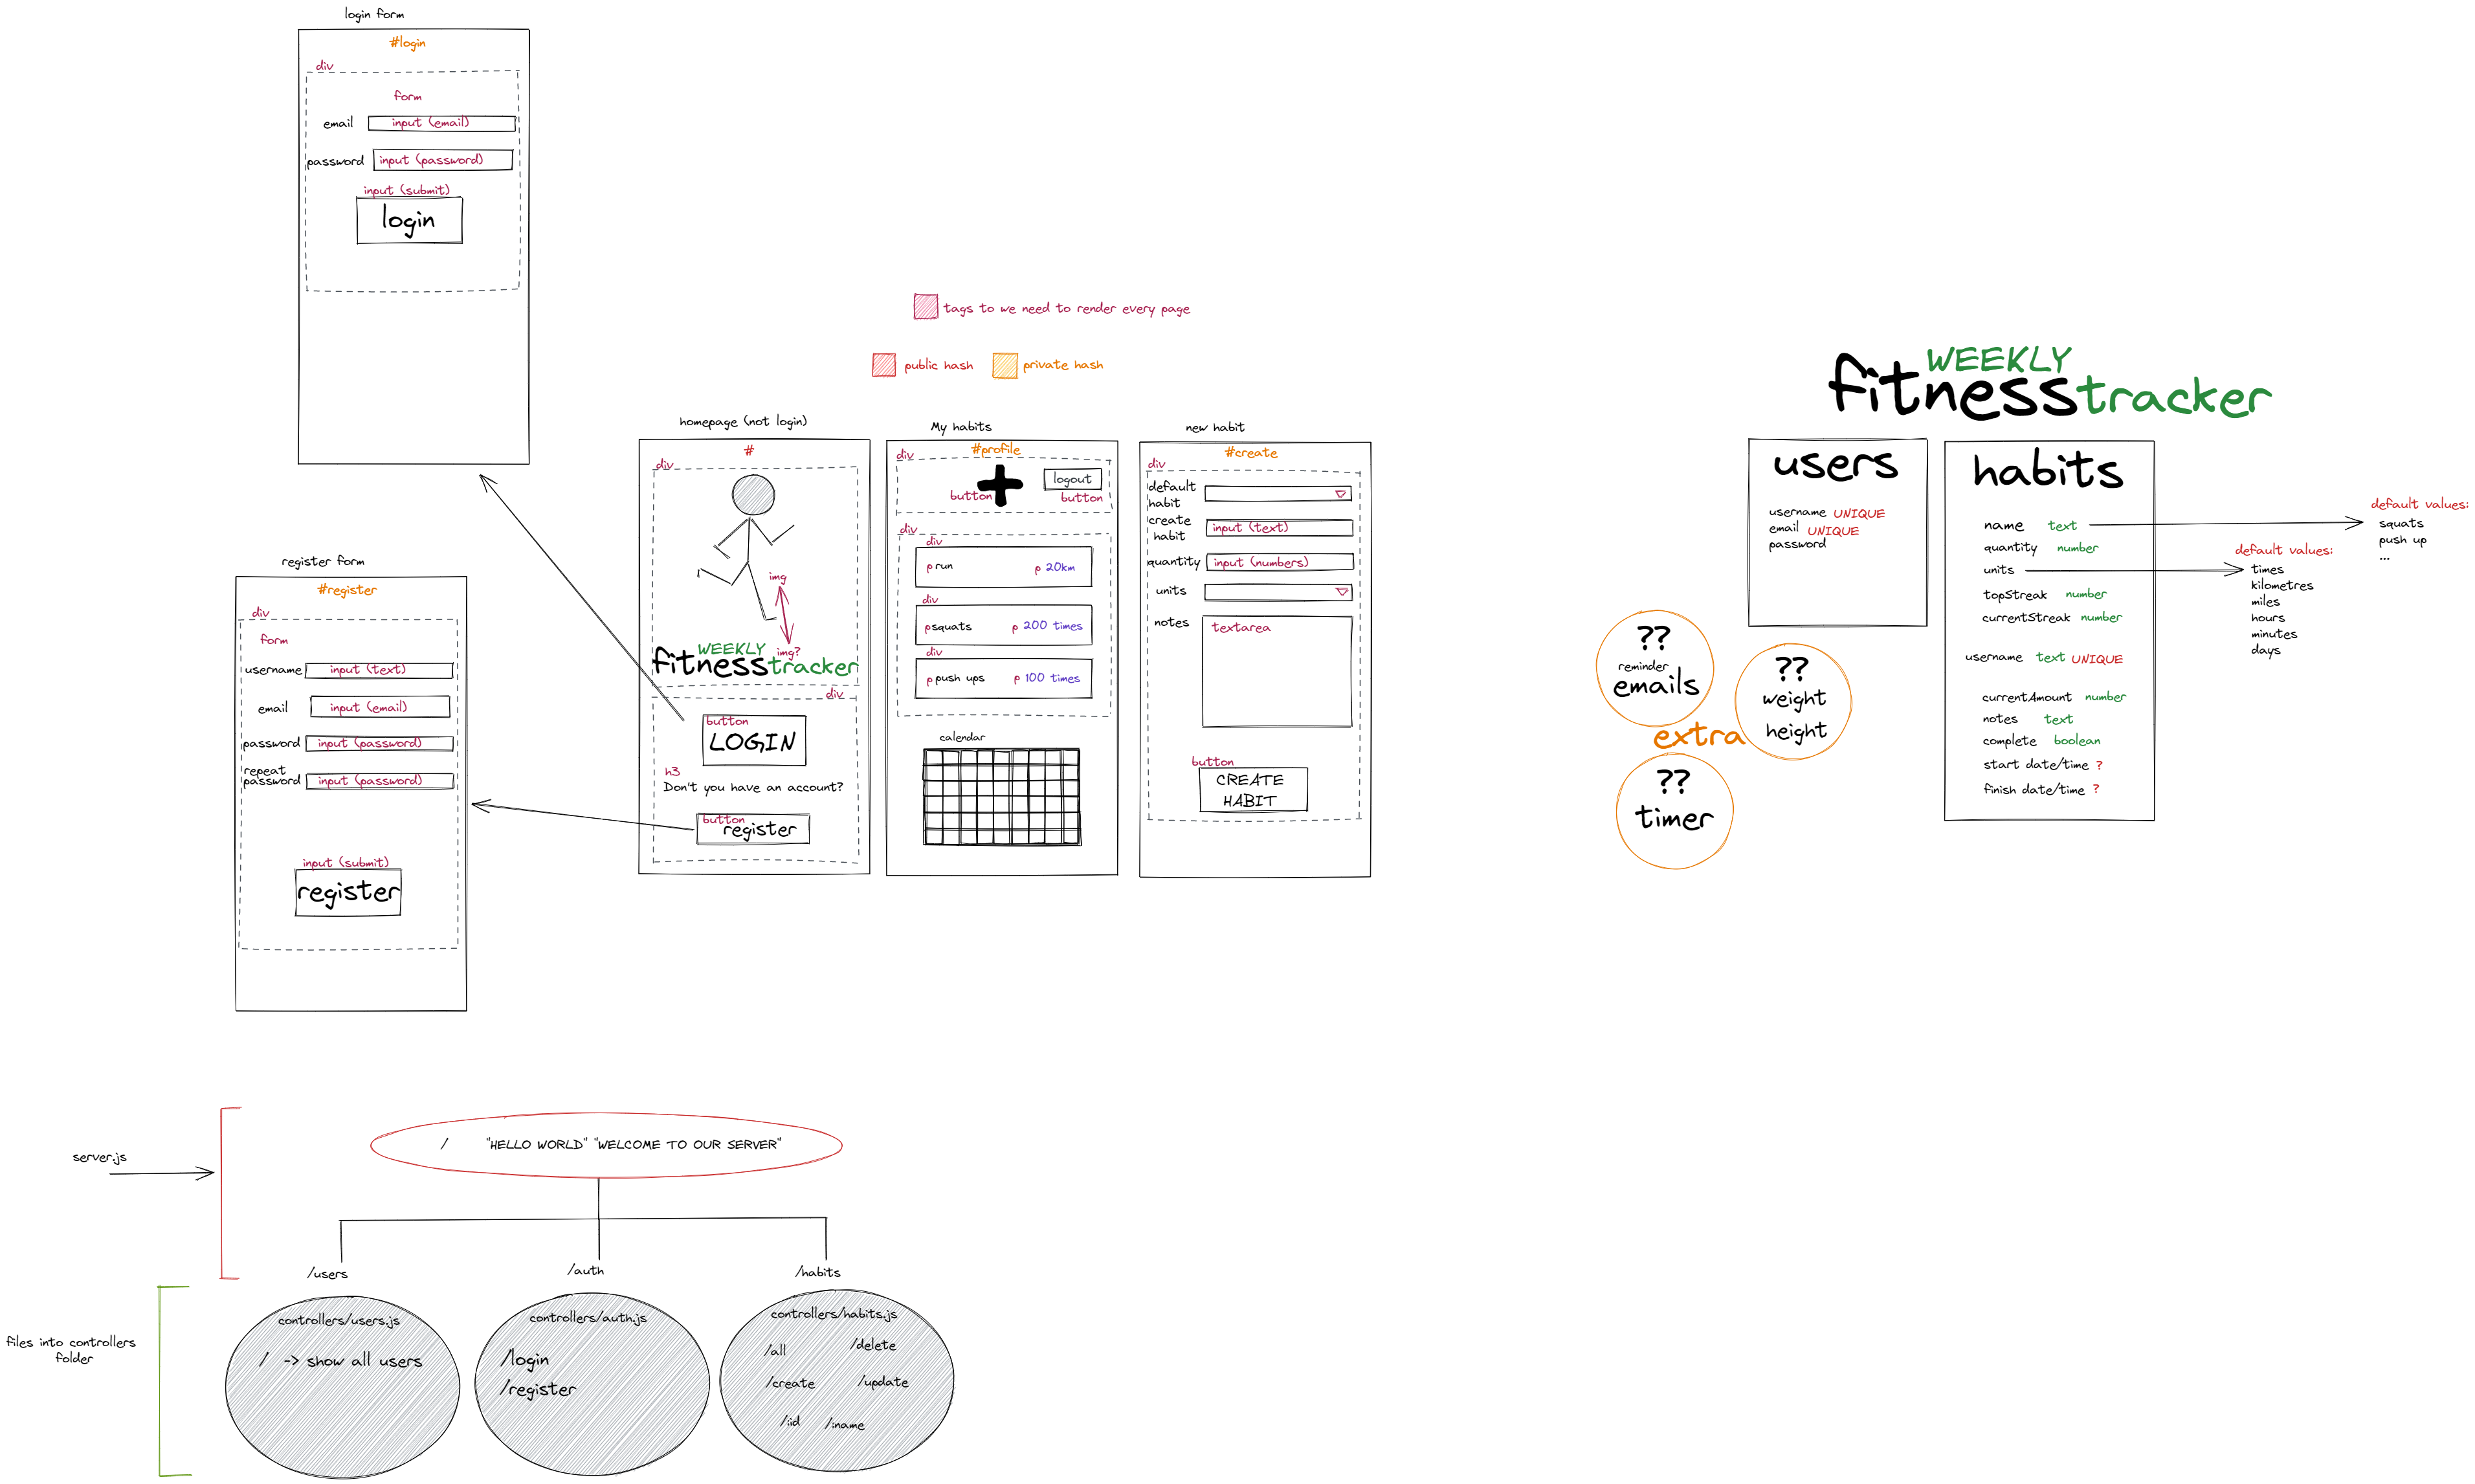 login form
#login
div
form
email input (email)
password input (password)
input (submit)
login
tags to we need to render every page
public hash
private hash
register form
#register
div
form
username input (text)
email input (email)
password input (password)
repeat
password input (password)
input (submit)
register
homepage (not login)
#
div
img
img?
WEEKLY
fitnesstracker
div
button
LOGIN
h3
Don't you have an account?
button
register
My habits
#profile
div
button
logout
button
div
div
p run p 20km
div
p squats p 200 times
div
p push ups p 100 times
calendar
new habit
#create
div
default
habit
create
habit
input (text)
quantity input (numbers)
units
notes
textarea
button
CREATE
HABIT
WEEKLY
fitnesstracker
users
username UNIQUE
email UNIQUE
password
habits
name text
quantity number
units
topStreak number
currentStreak number
username text UNIQUE
currentAmount number
notes text
complete boolean
start date/time ?
finish date/time ?
default values:
squats
push up
...
default values:
times
kilometres
miles
hours
minutes
days
??
reminder
emails
??
weight
height
extra
??
timer
server.js
/ "HELLO WORLD" "WELCOME TO OUR SERVER"
/users
/auth
/habits
files into controllers
folder
controllers/users.js
/ -> show all users
controllers/auth.js
/login
/register
controllers/habits.js
/all /delete
/create /update
/:id /:name